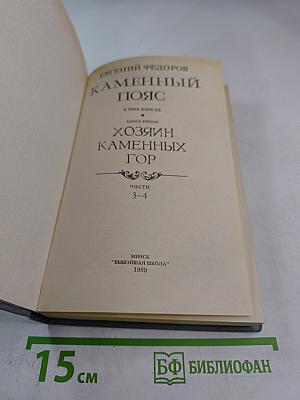 ЕВГЕНИЙ ФЕДОРОВ
КАМЕННЫЙ
ПОЯС
В ТРЕХ КНИГАХ
КНИГА ТРЕТЬЯ
ХОЗЯИН
КАМЕННЫХ
ГОР
части
3–4
МИНСК
"ВЫШЭЙШАЯ ШКОЛА"
1989
15 см
БФ БИБЛИОФАН